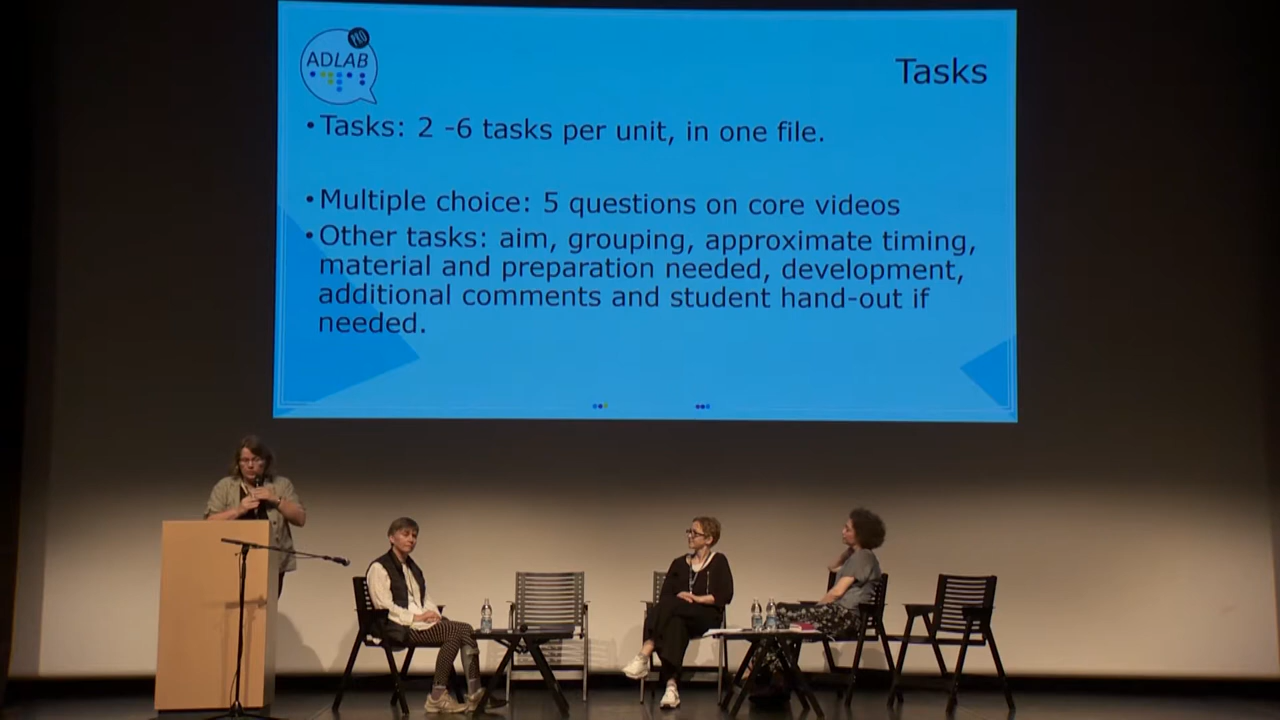 PRO
ADLAB
Tasks
• Tasks: 2 -6 tasks per unit, in one file.
• Multiple choice: 5 questions on core videos
• Other tasks: aim, grouping, approximate timing,
material and preparation needed, development,
additional comments and student hand-out if
needed.